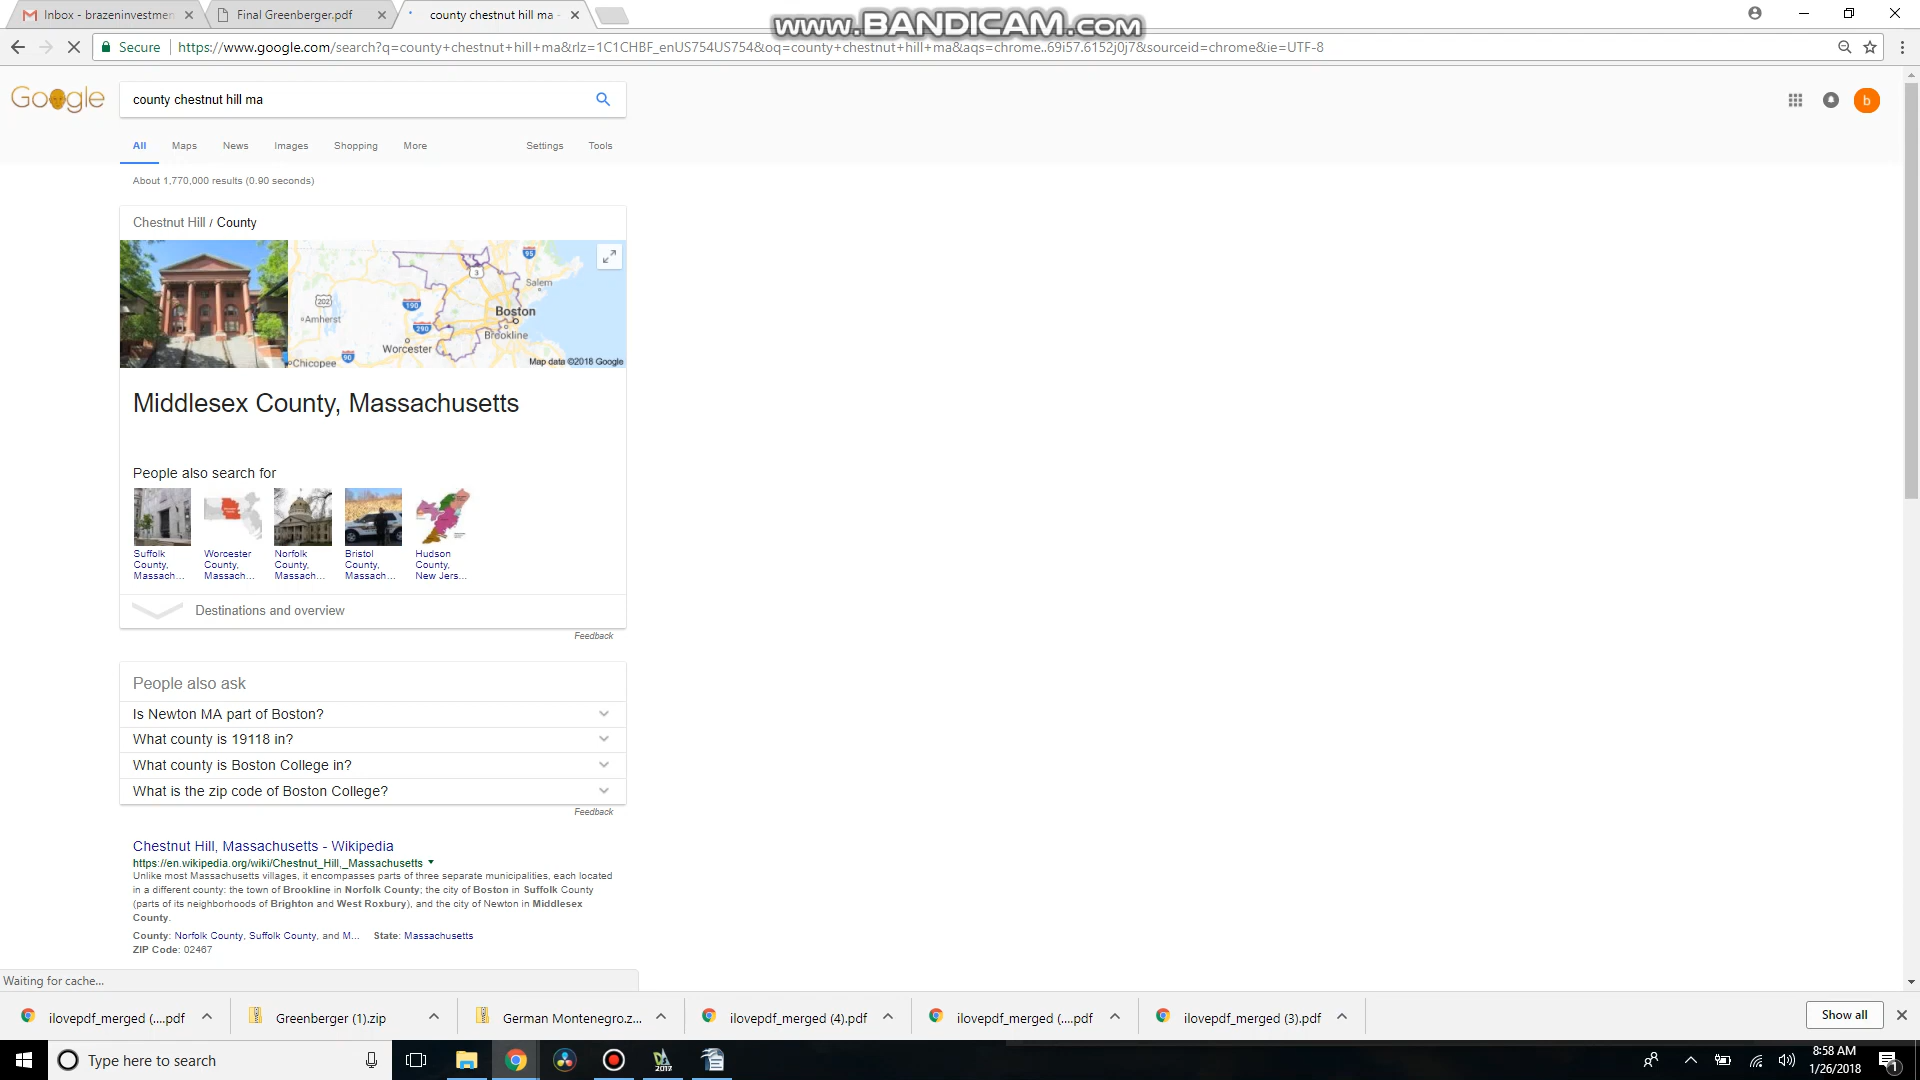 Inbox - brazeninvestmen
Final Greenberger.pdf
county chestnut hill ma
www.BANDICAM.com
Secure
https://www.google.com/search?q=county+chestnut+hill+ma&rlz=1C1CHBF_enUS754US754&oq=county+chestnut+hill+ma&aqs=chrome..69i57.6152j0j7&sourceid=chrome&ie=UTF-8
Google
county chestnut hill ma
b
All Maps News Images Shopping More Settings Tools
About 1,770,000 results (0.90 seconds)
Chestnut Hill / County
95
3
Salem
202
190
Amherst
Boston
290
Brookline
Worcester
90
Chicopee
Map data ©2018 Google
Middlesex County, Massachusetts
People also search for
Suffolk County, Massach...
Worcester County, Massach...
Norfolk County, Massach...
Bristol County, Massach...
Hudson County, New Jers...
Destinations and overview
Feedback
People also ask
Is Newton MA part of Boston?
What county is 19118 in?
What county is Boston College in?
What is the zip code of Boston College?
Feedback
Chestnut Hill, Massachusetts - Wikipedia
https://en.wikipedia.org/wiki/Chestnut_Hill,_Massachusetts
Unlike most Massachusetts villages, it encompasses parts of three separate municipalities, each located
in a different county: the town of Brookline in Norfolk County; the city of Boston in Suffolk County
(parts of its neighborhoods of Brighton and West Roxbury), and the city of Newton in Middlesex
County.
County: Norfolk County, Suffolk County, and M... State: Massachusetts
ZIP Code: 02467
Waiting for cache...
ilovepdf_merged (....pdf
Greenberger (1).zip
German Montenegro.z...
ilovepdf_merged (4).pdf
ilovepdf_merged (....pdf
ilovepdf_merged (3).pdf
Show all
Type here to search
2017
8:58 AM
1/26/2018
1